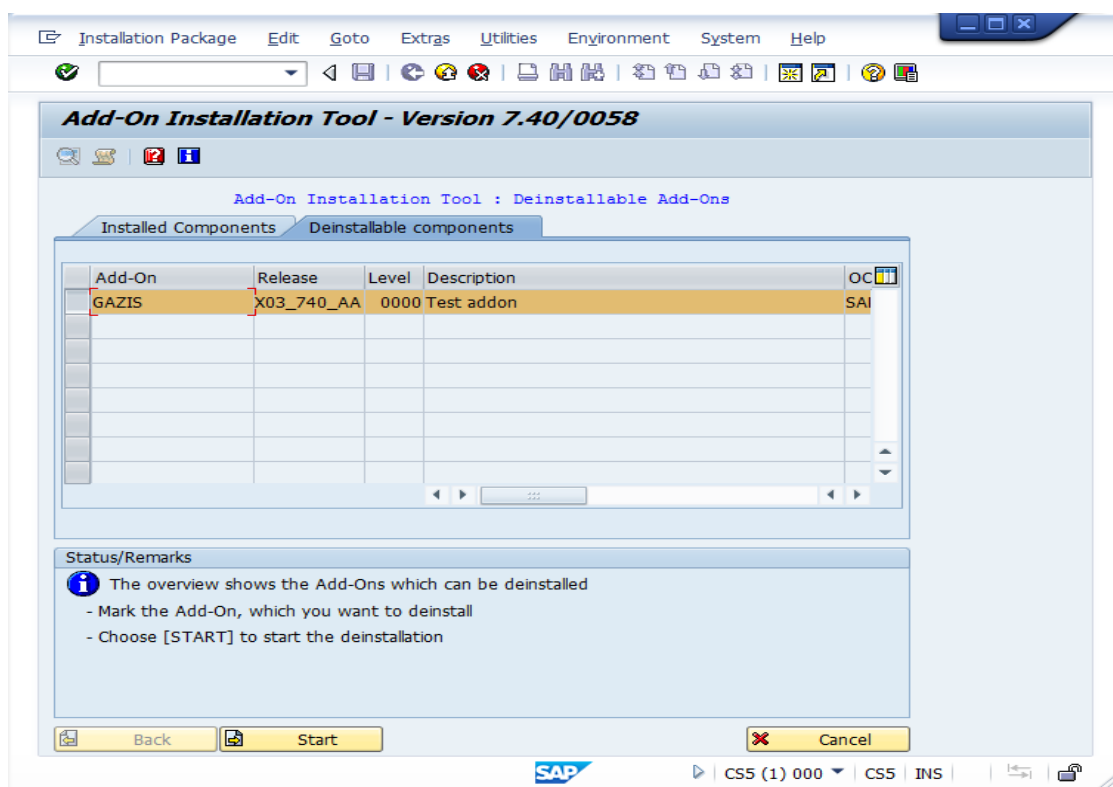 Installation Package Edit Goto Extras Utilities Environment System Help
Add-On Installation Tool - Version 7.40/0058
Add-On Installation Tool : Deinstallable Add-Ons
Installed Components Deinstallable components
Add-On Release Level Description OC
GAZIS X03_740_AA 0000 Test addon SA
Status/Remarks
The overview shows the Add-Ons which can be deinstalled
- Mark the Add-On, which you want to deinstall
- Choose [START] to start the deinstallation
Back Start Cancel
SAP CS5 (1) 000 CS5 INS